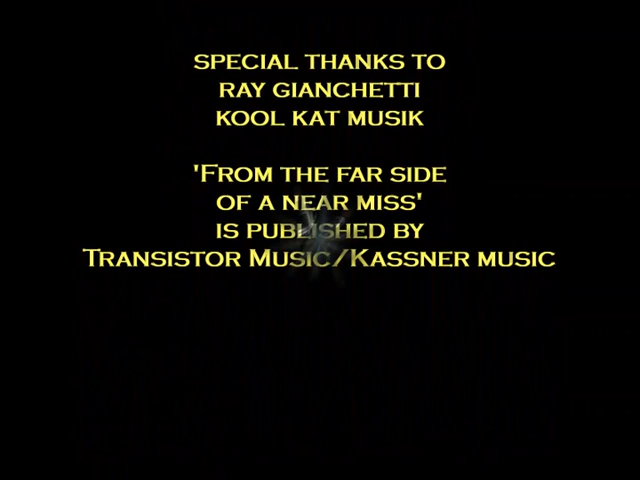 SPECIAL THANKS TO
RAY GIANCHETTI
KOOL KAT MUSIK
'FROM THE FAR SIDE
OF A NEAR MISS'
IS PUBLISHED BY
TRANSISTOR MUSIC/KASSNER MUSIC